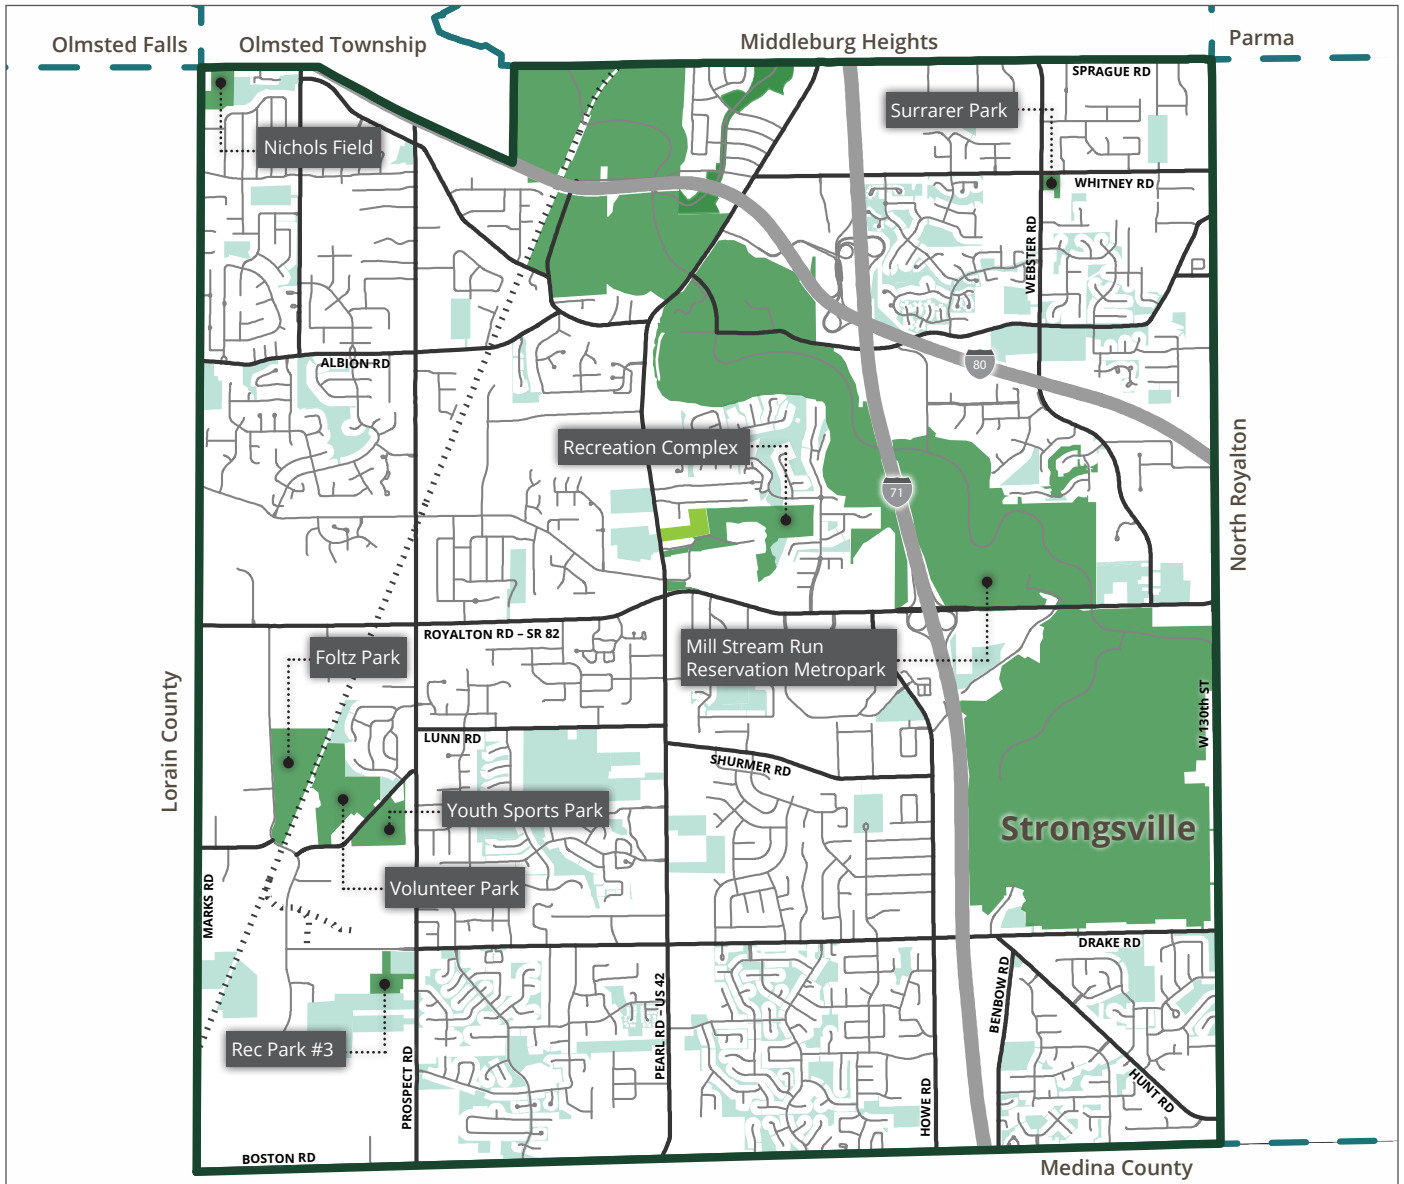 Olmsted Falls
Olmsted Township
Middleburg Heights
Parma
SPRAGUE RD
Surrarer Park
Nichols Field
WHITNEY RD
WEBSTER RD
ALBION RD
80
Recreation Complex
71
North Royalton
ROYALTON RD – SR 82
Foltz Park
Mill Stream Run
Reservation Metropark
Lorain County
W 130th ST
LUNN RD
SHURMER RD
Youth Sports Park
Strongsville
Volunteer Park
MARKS RD
DRAKE RD
BENBOW RD
PEARL RD – US 42
Rec Park #3
PROSPECT RD
HOWE RD
HUNT RD
BOSTON RD
Medina County